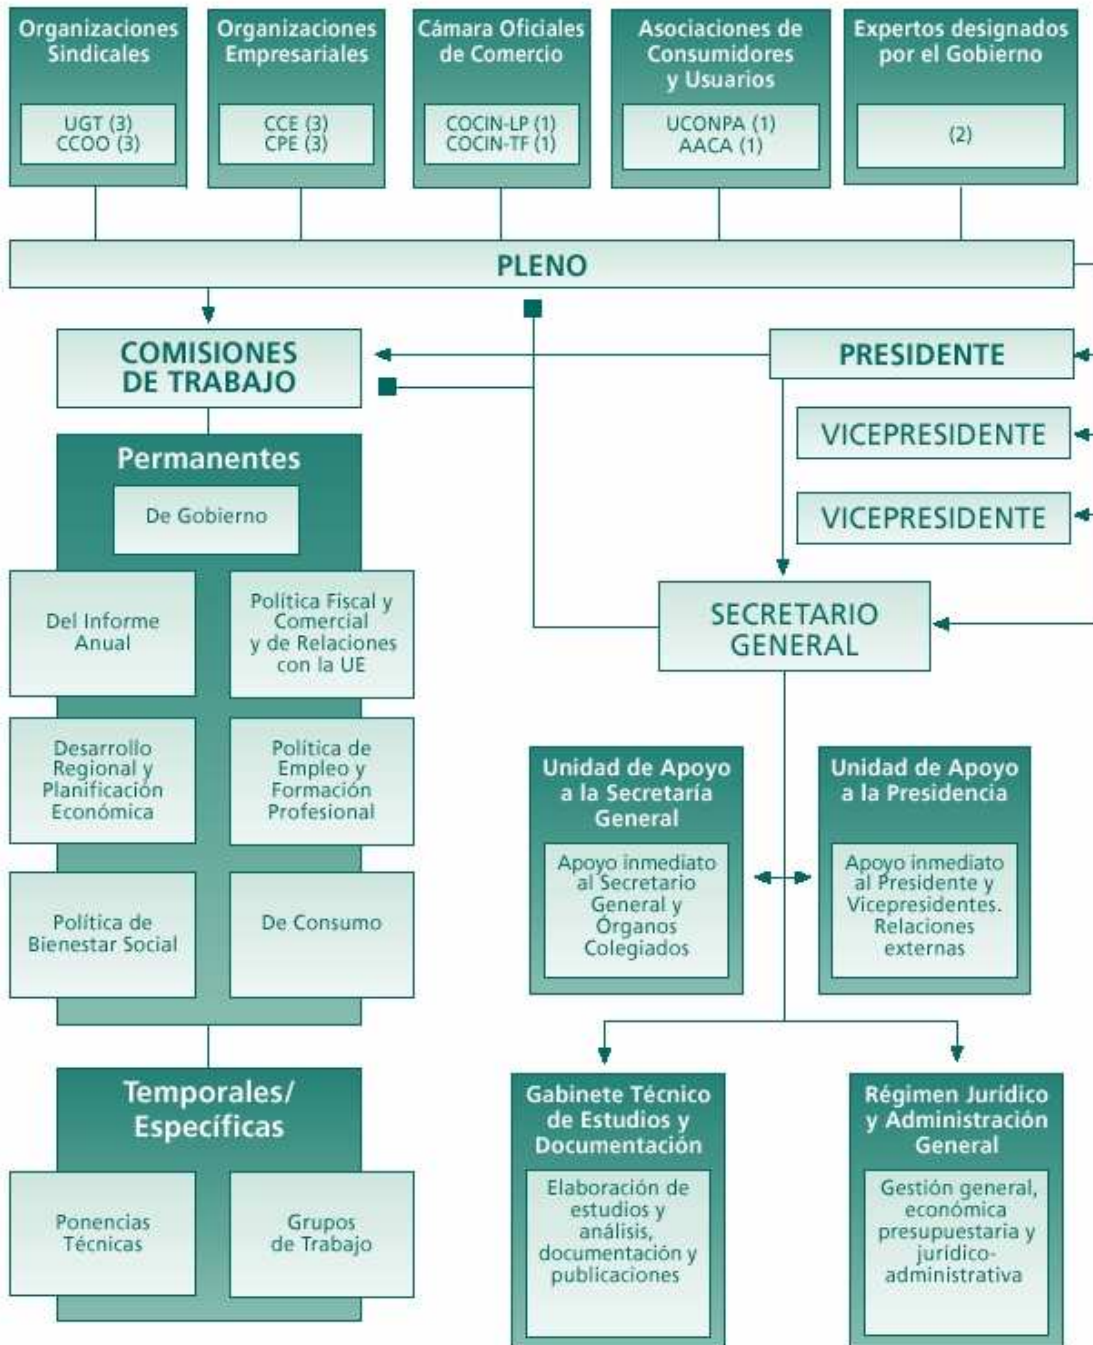 Organizaciones
Sindicales
UGT (3)
CCOO (3)
Organizaciones
Empresariales
CCE (3)
CPE (3)
Cámara Oficiales
de Comercio
COCIN-LP (1)
COCIN-TF (1)
Asociaciones de
Consumidores
y Usuarios
UCONPA (1)
AACA (1)
Expertos designados
por el Gobierno
(2)
PLENO
COMISIONES
DE TRABAJO
PRESIDENTE
VICEPRESIDENTE
VICEPRESIDENTE
SECRETARIO
GENERAL
Permanentes
De Gobierno
Del Informe
Anual
Política Fiscal y
Comercial
y de Relaciones
con la UE
Desarrollo
Regional y
Planificación
Económica
Política de
Empleo y
Formación
Profesional
Política de
Bienestar Social
De Consumo
Temporales/
Específicas
Ponencias
Técnicas
Grupos
de Trabajo
Unidad de Apoyo
a la Secretaría
General
Apoyo inmediato
al Secretario
General y
Órganos
Colegiados
Unidad de Apoyo
a la Presidencia
Apoyo inmediato
al Presidente y
Vicepresidentes.
Relaciones
externas
Gabinete Técnico
de Estudios y
Documentación
Elaboración de
estudios y
análisis,
documentación y
publicaciones
Régimen Jurídico
y Administración
General
Gestión general,
económica
presupuestaria y
jurídico-
administrativa